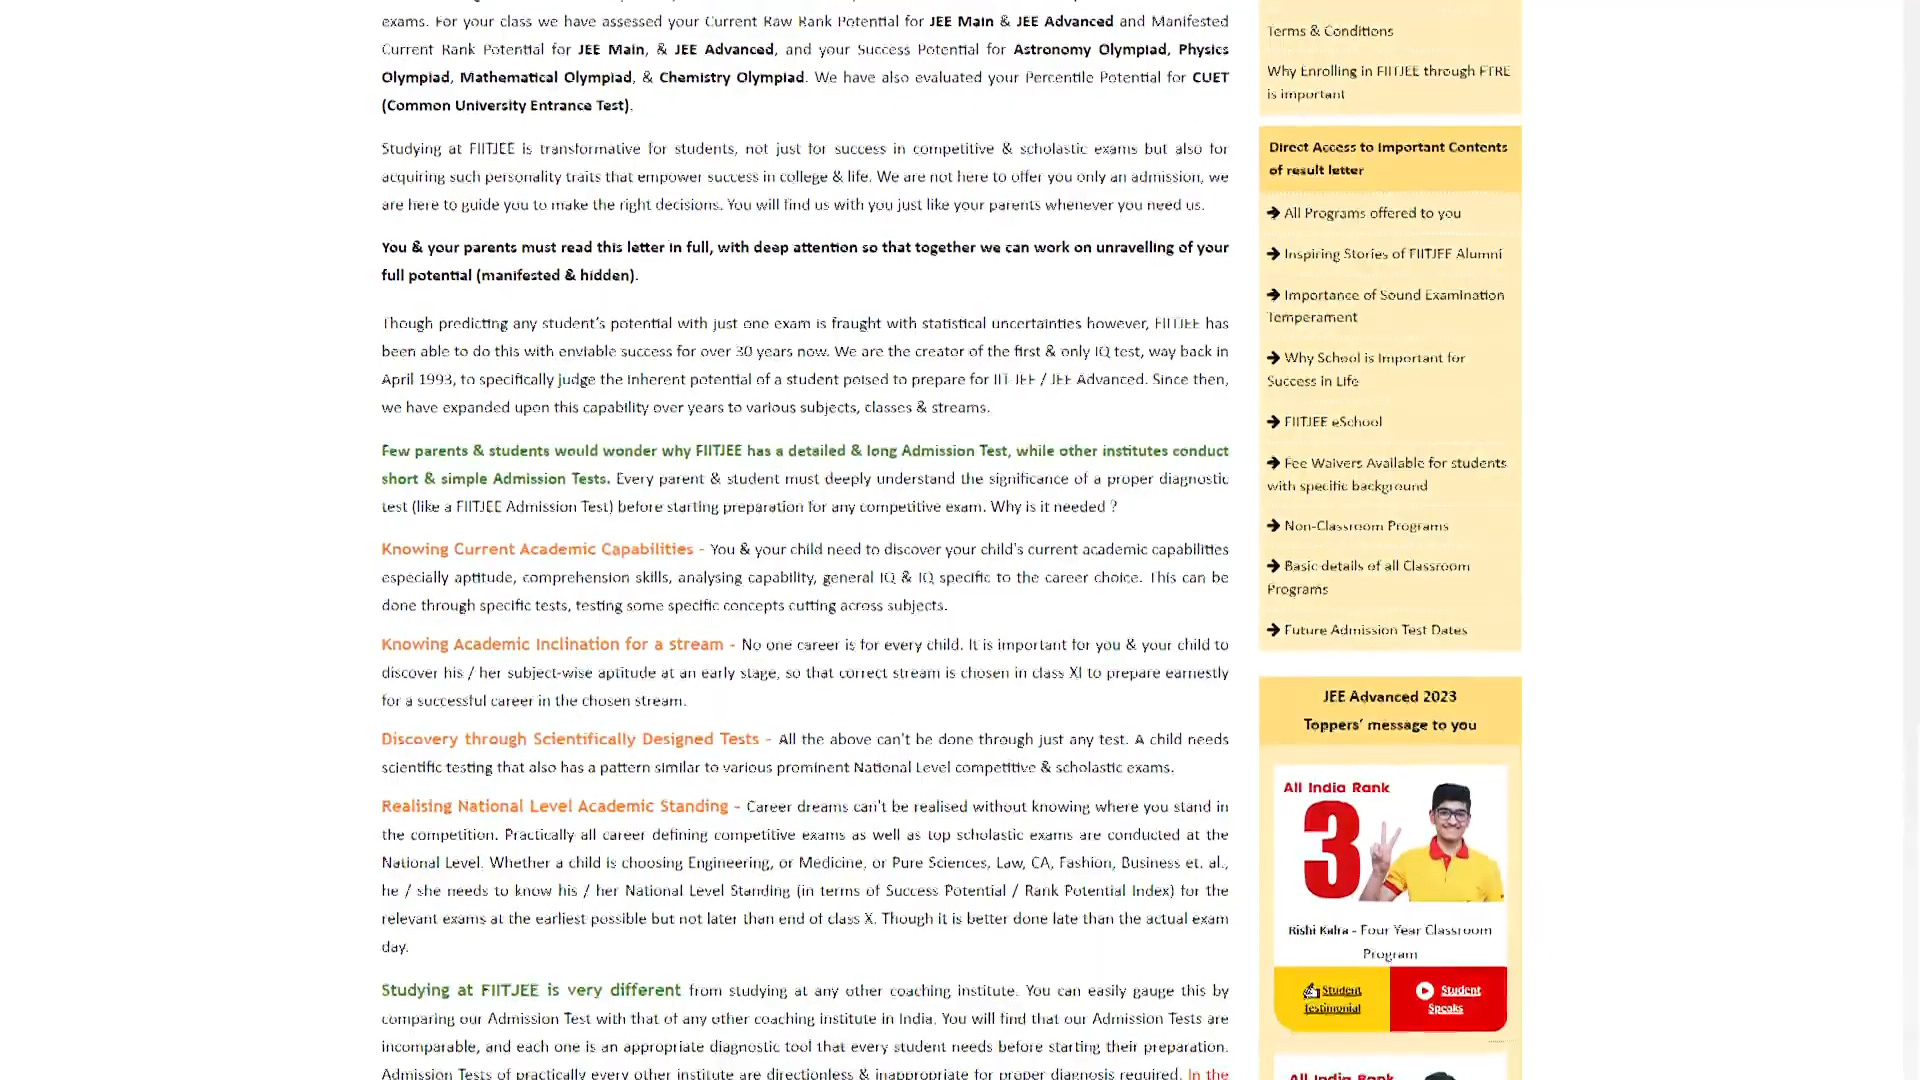 exams. For your class we have assessed your Current Raw Rank Potential for JEE Main & JEE Advanced and Manifested
Current Rank Potential for JEE Main, & JEE Advanced, and your Success Potential for Astronomy Olympiad, Physics
Olympiad, Mathematical Olympiad, & Chemistry Olympiad. We have also evaluated your Percentile Potential for CUET
(Common University Entrance Test).
Studying at FIITJEE is transformative for students, not just for success in competitive & scholastic exams but also for
acquiring such personality traits that empower success in college & life. We are not here to offer you only an admission, we
are here to guide you to make the right decisions. You will find us with you just like your parents whenever you need us.
You & your parents must read this letter in full, with deep attention so that together we can work on unravelling of your
full potential (manifested & hidden).
Though predicting any student's potential with just one exam is fraught with statistical uncertainties however, FIITJEE has
been able to do this with enviable success for over 30 years now. We are the creator of the first & only IQ test, way back in
April 1993, to specifically judge the inherent potential of a student poised to prepare for IIT JEE / JEE Advanced. Since then,
we have expanded upon this capability over years to various subjects, classes & streams.
Few parents & students would wonder why FIITJEE has a detailed & long Admission Test, while other institutes conduct
short & simple Admission Tests. Every parent & student must deeply understand the significance of a proper diagnostic
test (like a FIITJEE Admission Test) before starting preparation for any competitive exam. Why is it needed ?
Knowing Current Academic Capabilities - You & your child need to discover your child's current academic capabilities
especially aptitude, comprehension skills, analysing capability, general IQ & IQ specific to the career choice. This can be
done through specific tests, testing some specific concepts cutting across subjects.
Knowing Academic Inclination for a stream - No one career is for every child. It is important for you & your child to
discover his / her subject-wise aptitude at an early stage, so that correct stream is chosen in class XI to prepare earnestly
for a successful career in the chosen stream.
Discovery through Scientifically Designed Tests - All the above can't be done through just any test. A child needs
scientific testing that also has a pattern similar to various prominent National Level competitive & scholastic exams.
Realising National Level Academic Standing - Career dreams can't be realised without knowing where you stand in
the competition. Practically all career defining competitive exams as well as top scholastic exams are conducted at the
National Level. Whether a child is choosing Engineering, or Medicine, or Pure Sciences, Law, CA, Fashion, Business et. al.,
he / she needs to know his / her National Level Standing (in terms of Success Potential / Rank Potential Index) for the
relevant exams at the earliest possible but not later than end of class X. Though it is better done late than the actual exam
day.
Studying at FIITJEE is very different from studying at any other coaching institute. You can easily gauge this by
comparing our Admission Test with that of any other coaching institute in India. You will find that our Admission Tests are
incomparable, and each one is an appropriate diagnostic tool that every student needs before starting their preparation.
Admission Tests of practically every other institute are directionless & inappropriate for proper diagnosis required. In the
Terms & Conditions
Why Enrolling in FIITJEE through FTRE
is important
Direct Access to Important Contents
of result letter
→ All Programs offered to you
→ Inspiring Stories of FIITJEE Alumni
→ Importance of Sound Examination
Temperament
→ Why School is Important for
Success in Life
→ FIITJEE eSchool
→ Fee Waivers Available for students
with specific background
→ Non-Classroom Programs
→ Basic details of all Classroom
Programs
→ Future Admission Test Dates
JEE Advanced 2023
Toppers' message to you
All India Rank
3
Rishi Kalra - Four Year Classroom
Program
Student
Testimonial
Student
Speaks
All India Rank